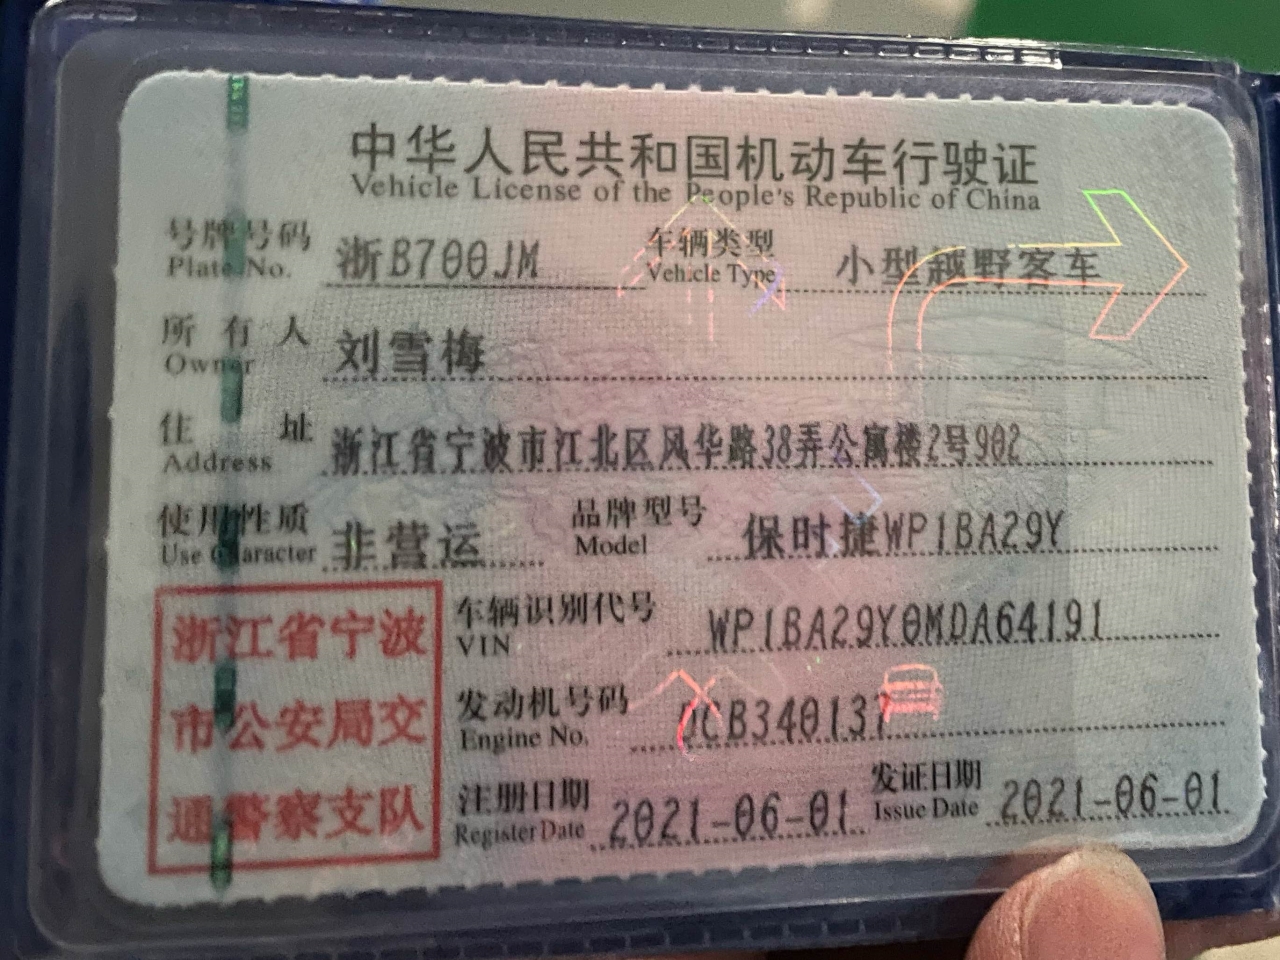 中华人民共和国机动车行驶证
Vehicle License of the People's Republic of China
号牌号码 浙B700JM 车辆类型 小型越野客车
Plate No. Vehicle Type
所有人 刘雪梅
Owner
住址 浙江省宁波市江北区风华路38弄公寓楼2号902
Address
使用性质 非营运 品牌型号 保时捷WP1BA29Y
Use Character Model
浙江省宁波
市公安局交
通警察支队
车辆识别代号 WP1BA29Y0MDA64191
VIN
发动机号码 DCB340137
Engine No.
注册日期 2021-06-01 发证日期 2021-06-01
Register Date Issue Date